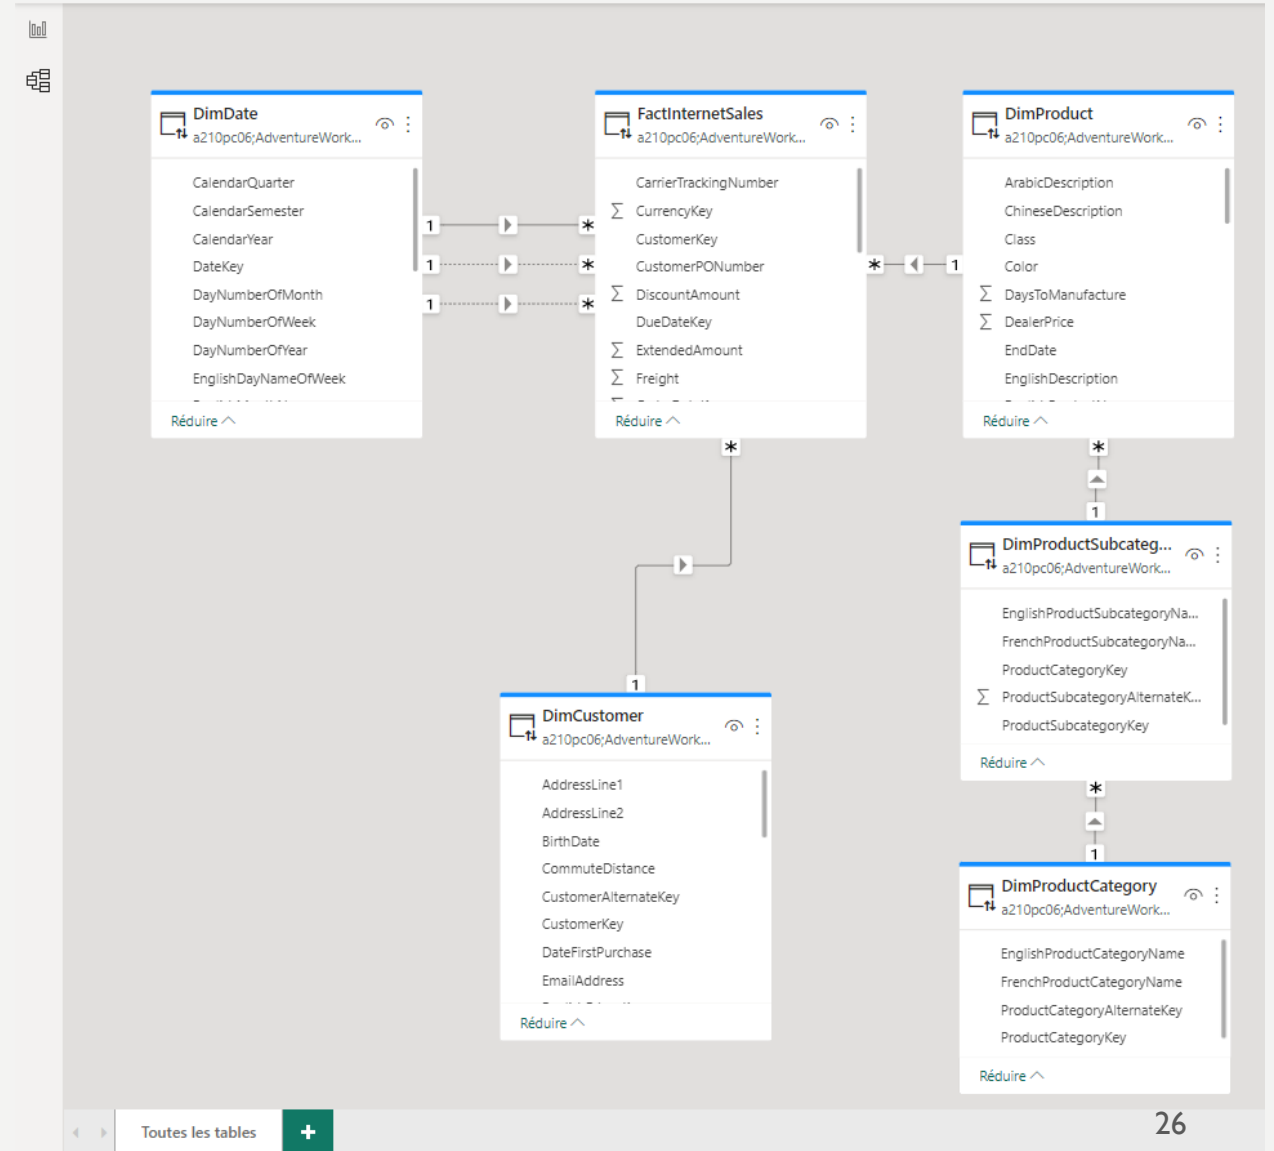 DimDate
a210pc06;AdventureWork...
CalendarQuarter
CalendarSemester
CalendarYear
DateKey
DayNumberOfMonth
DayNumberOfWeek
DayNumberOfYear
EnglishDayNameOfWeek
Réduire
1
*
1
*
1
*
FactInternetSales
a210pc06;AdventureWork...
CarrierTrackingNumber
∑ CurrencyKey
CustomerKey
CustomerPONumber
∑ DiscountAmount
DueDateKey
∑ ExtendedAmount
∑ Freight
Réduire
*
1
DimProduct
a210pc06;AdventureWork...
ArabicDescription
ChineseDescription
Class
Color
∑ DaysToManufacture
∑ DealerPrice
EndDate
EnglishDescription
Réduire
*
1
*
1
DimProductSubcateg...
a210pc06;AdventureWork...
EnglishProductSubcategoryNa...
FrenchProductSubcategoryNa...
ProductCategoryKey
∑ ProductSubcategoryAlternateK...
ProductSubcategoryKey
Réduire
*
1
DimCustomer
a210pc06;AdventureWork...
AddressLine1
AddressLine2
BirthDate
CommuteDistance
CustomerAlternateKey
CustomerKey
DateFirstPurchase
EmailAddress
Réduire
DimProductCategory
a210pc06;AdventureWork...
EnglishProductCategoryName
FrenchProductCategoryName
ProductCategoryAlternateKey
ProductCategoryKey
Réduire
Toutes les tables
+
26